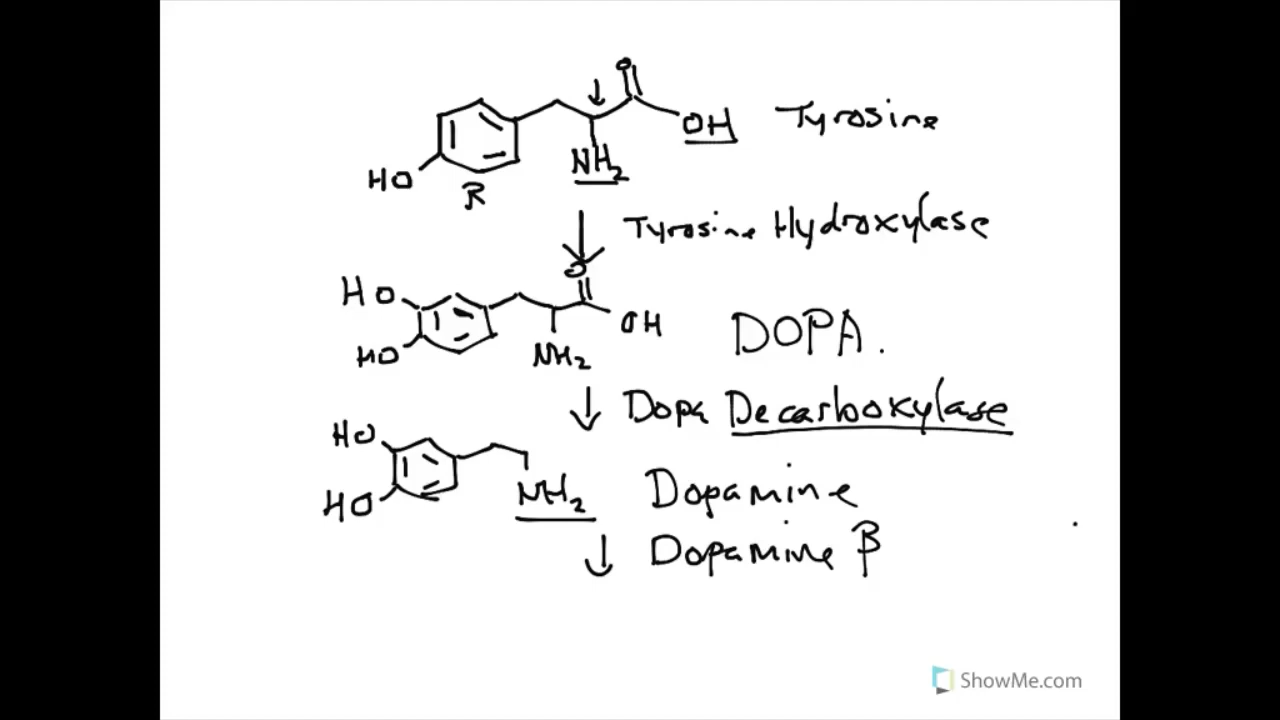 O
OH Tyrosine
NH2
HO
R
Tyrosine Hydroxylase
O
HO
OH DOPA.
HO
NH2
Dopa Decarboxylase
HO
HO NH2 Dopamine
Dopamine β
ShowMe.com